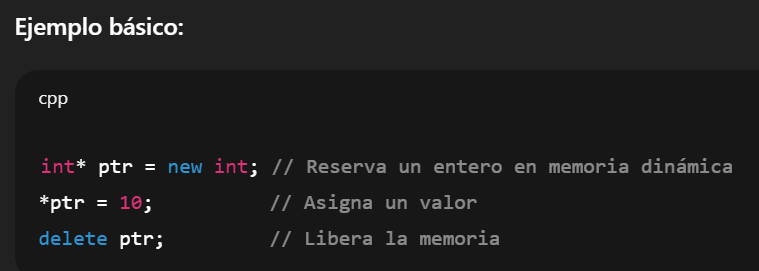 Ejemplo básico:
cpp
int* ptr = new int; // Reserva un entero en memoria dinámica
*ptr = 10;          // Asigna un valor
delete ptr;         // Libera la memoria